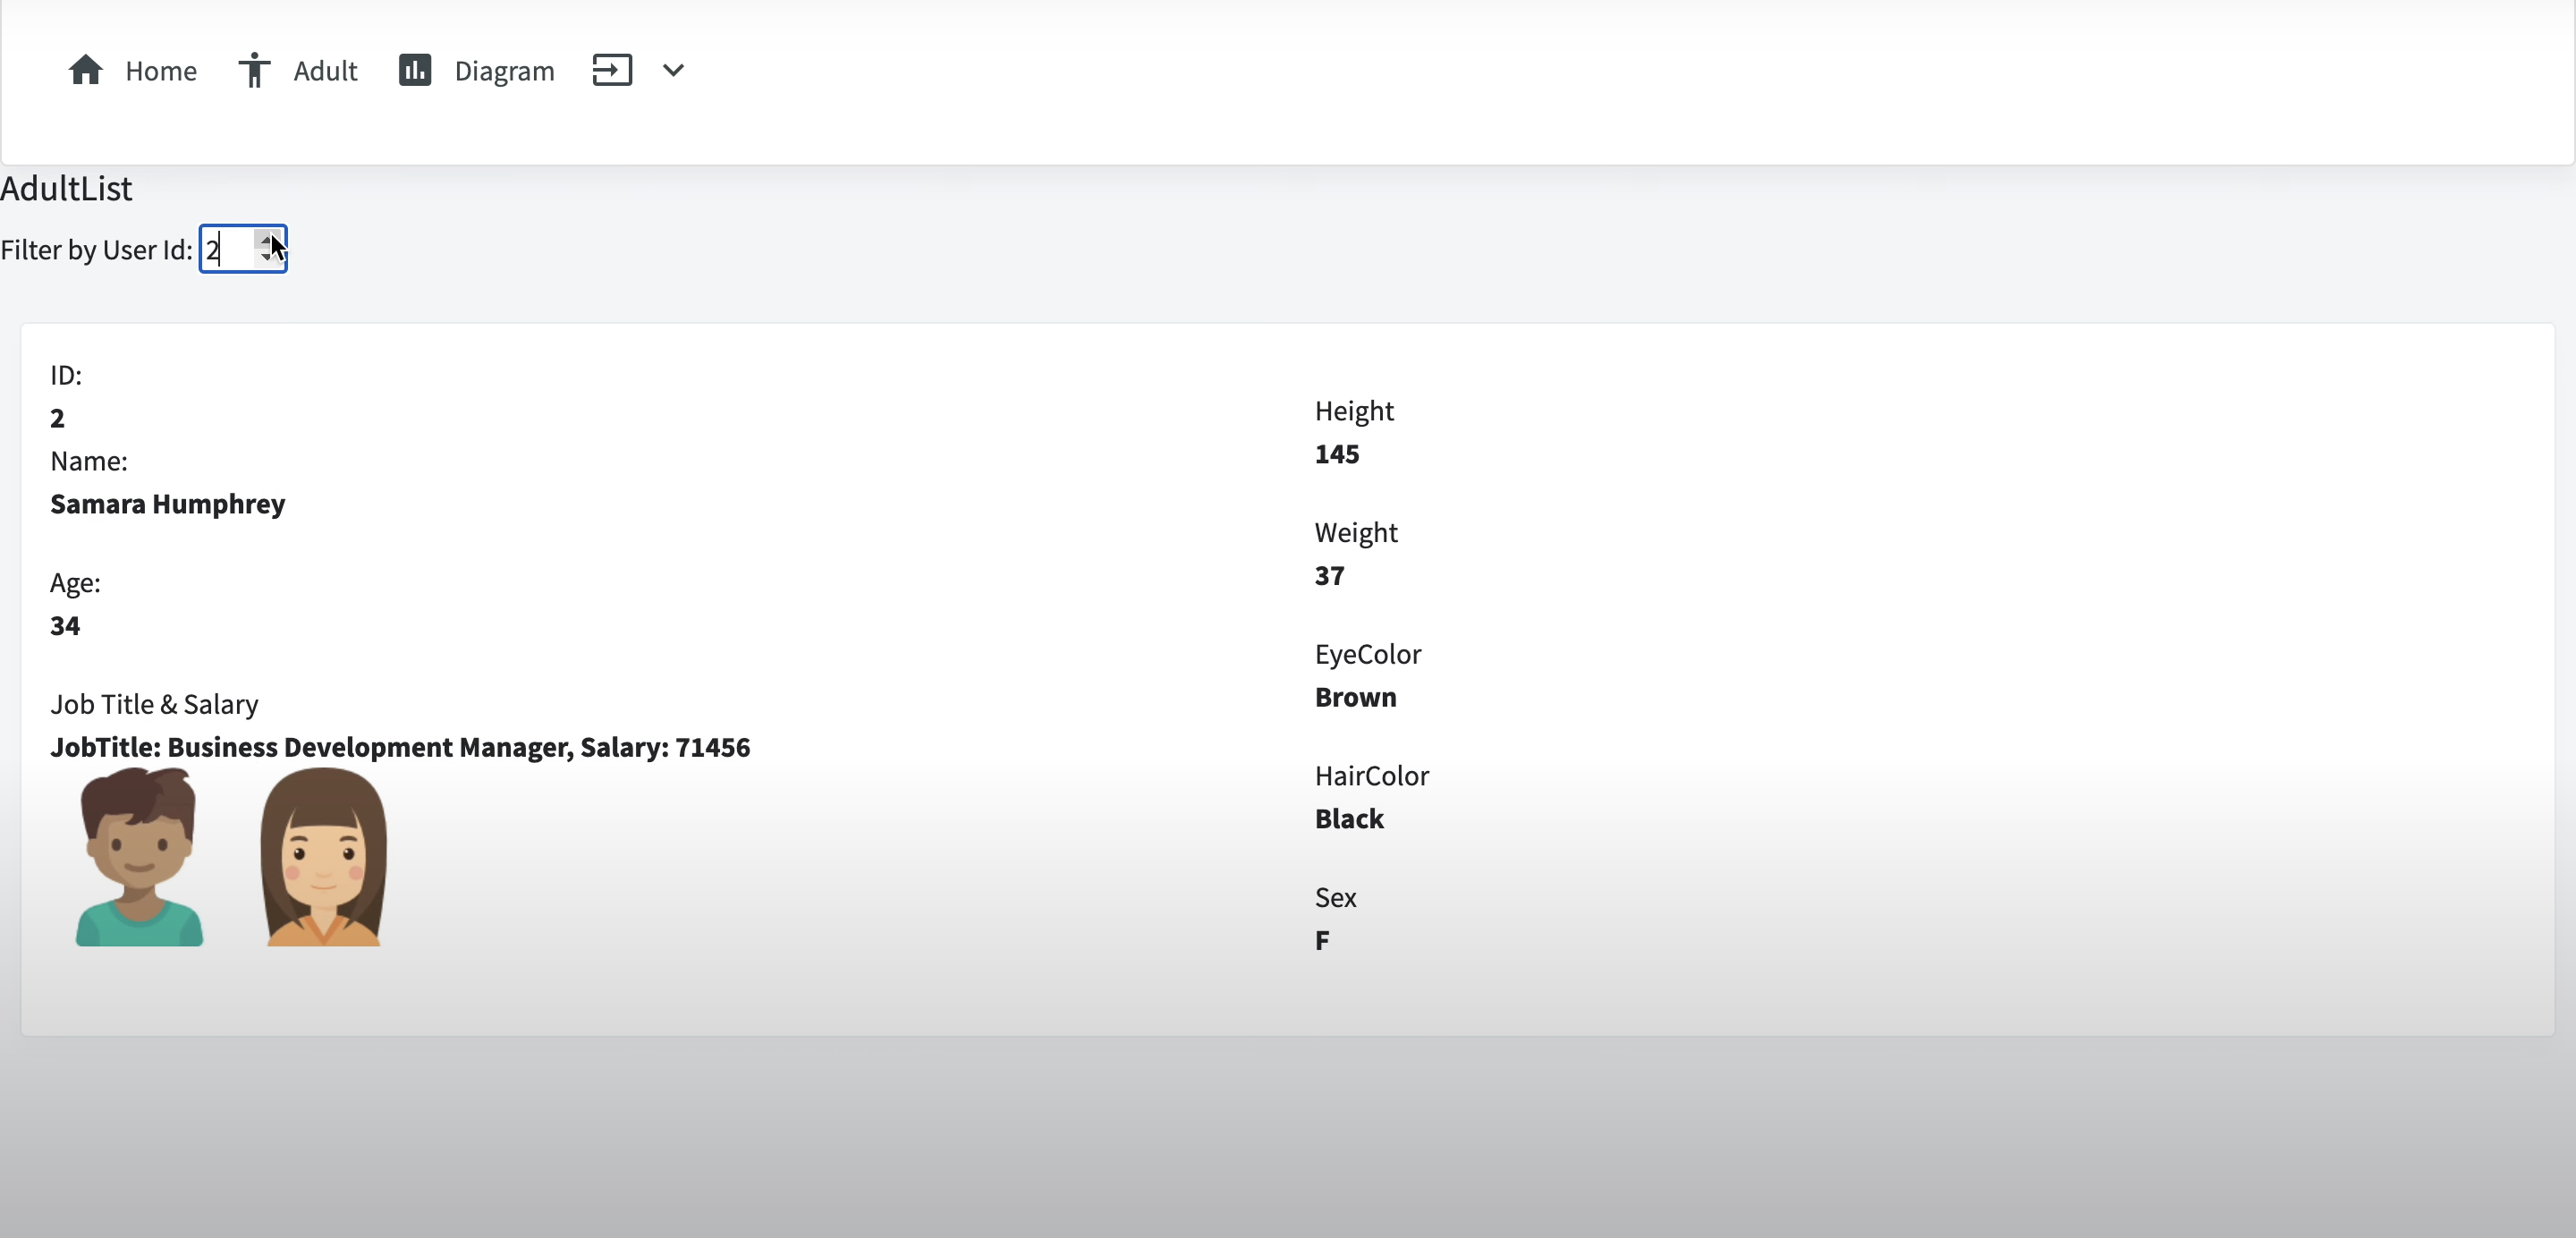 Home Adult Diagram
AdultList
Filter by User Id: 2
ID:
2
Name:
Samara Humphrey
Age:
34
Job Title & Salary
JobTitle: Business Development Manager, Salary: 71456
Height
145
Weight
37
EyeColor
Brown
HairColor
Black
Sex
F